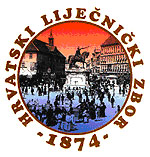 HRVATSKI LIJEČNIČKI ZBOR
- 1874 -